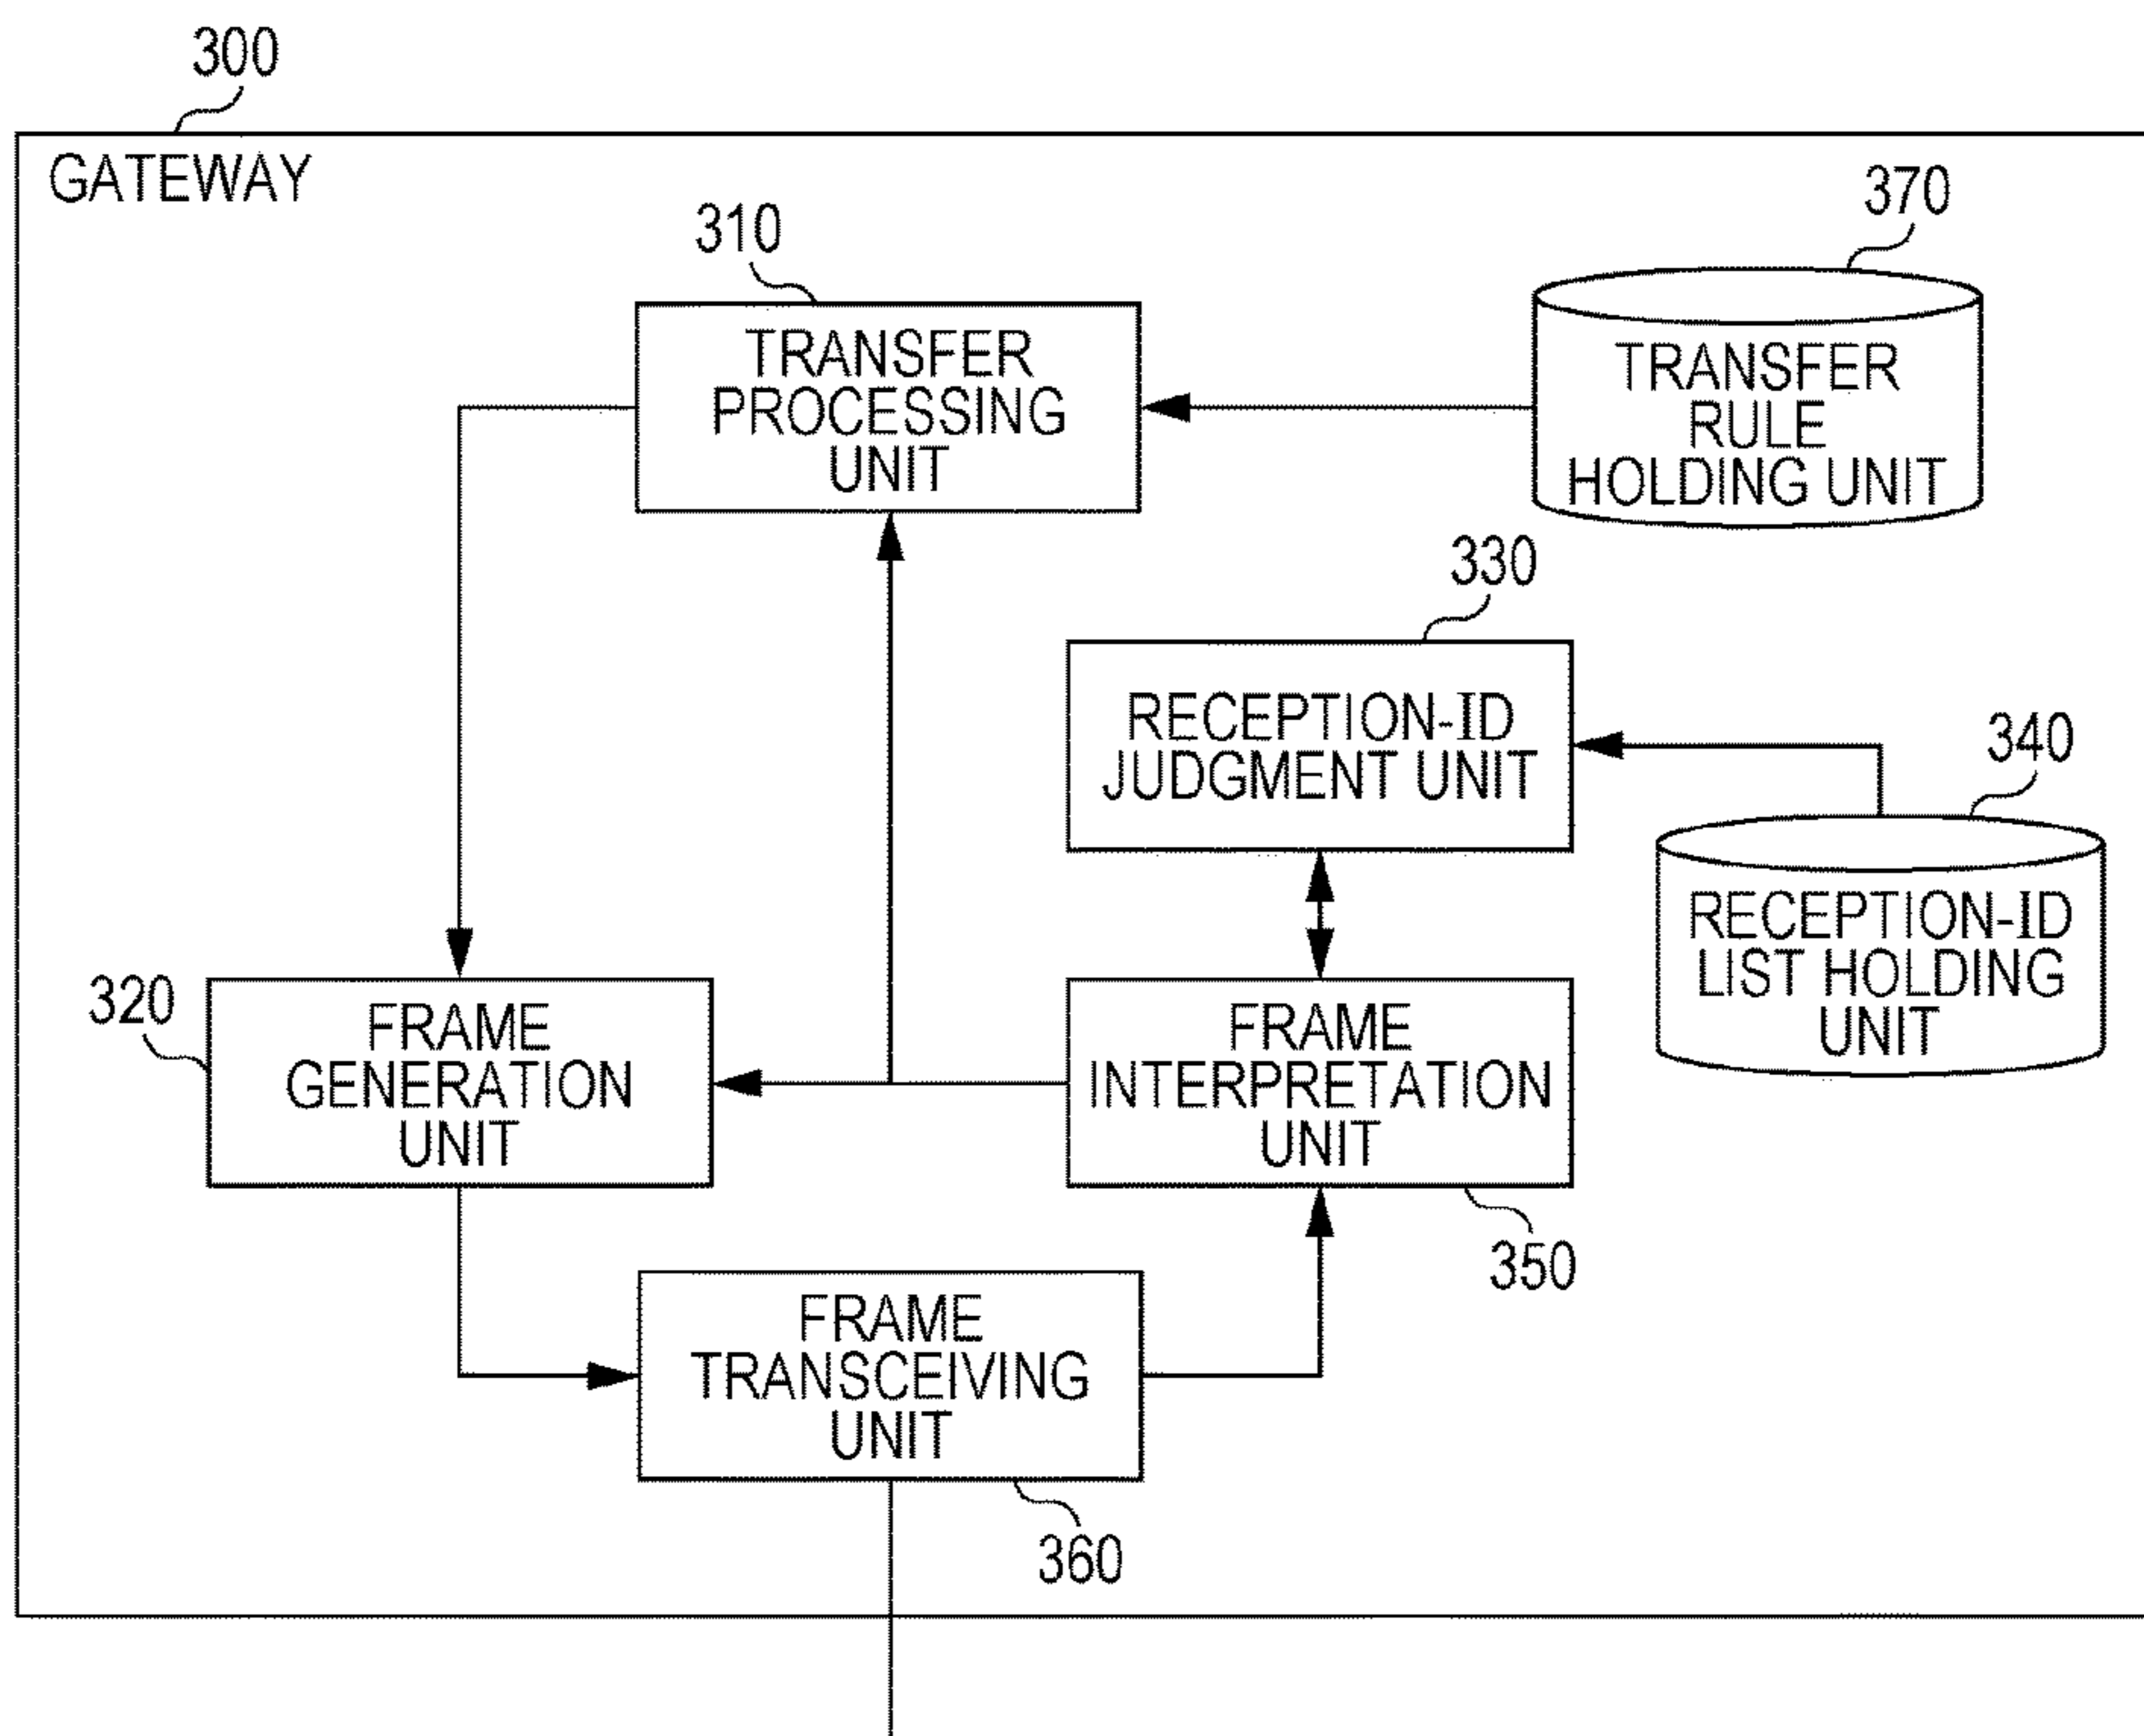 300
GATEWAY
370
310
TRANSFER
PROCESSING
UNIT
TRANSFER
RULE
HOLDING UNIT
330
RECEPTION-ID
JUDGMENT UNIT
340
RECEPTION-ID
LIST HOLDING
UNIT
320
FRAME
GENERATION
UNIT
FRAME
INTERPRETATION
UNIT
350
FRAME
TRANSCEIVING
UNIT
360